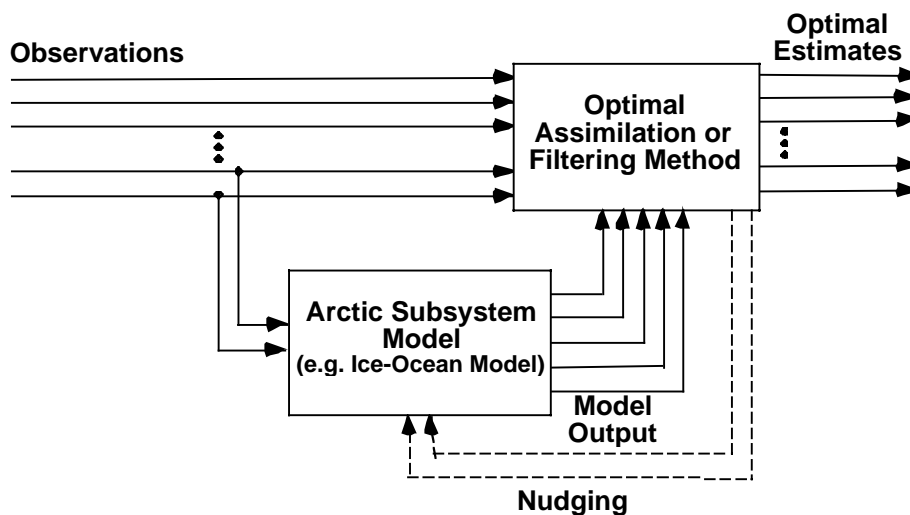 Observations
Optimal
Estimates
Optimal
Assimilation or
Filtering Method
Arctic Subsystem
Model
(e.g. Ice-Ocean Model)
Model
Output
Nudging